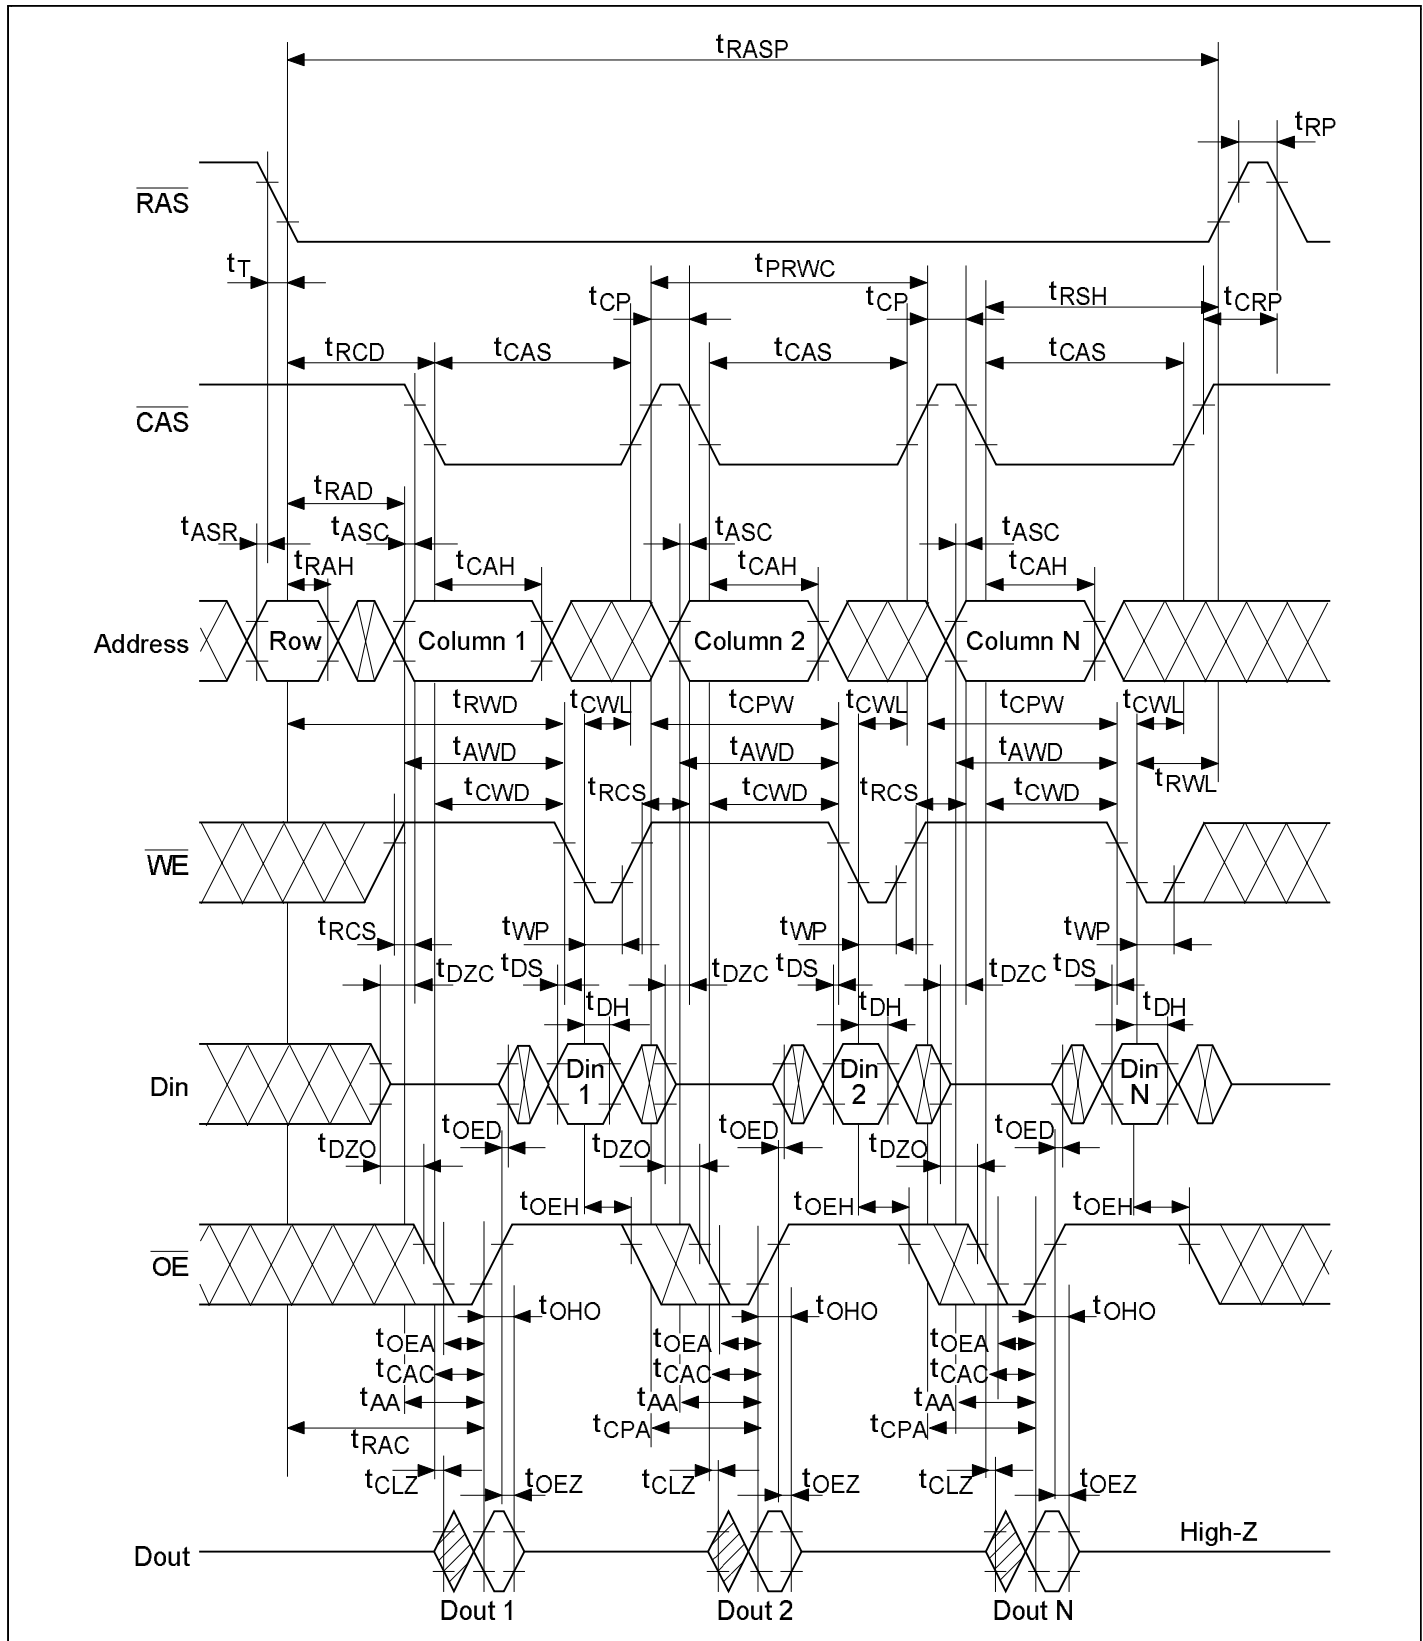 tRASP
tRP
RAS
tT
tPRWC
tCP
tCP
tRSH
tCRP
tRCD
tCAS
tCAS
tCAS
CAS
tRAD
tASR
tASC
tASC
tASC
tRAH
tCAH
tCAH
tCAH
Address
Row
Column 1
Column 2
Column N
tRWD
tCWL
tCPW
tCWL
tCPW
tCWL
tAWD
tAWD
tAWD
tCWD
tRCS
tCWD
tRCS
tCWD
tRWL
WE
tRCS
tWP
tWP
tWP
tDZC
tDS
tDZC
tDS
tDZC
tDS
tDH
tDH
tDH
Din
Din
1
Din
2
Din
N
tOED
tOED
tOED
tDZO
tDZO
tDZO
tOEH
tOEH
tOEH
OE
tOHO
tOHO
tOHO
tOEA
tOEA
tOEA
tCAC
tCAC
tCAC
tAA
tAA
tAA
tRAC
tCPA
tCPA
tCLZ
tOEZ
tCLZ
tOEZ
tCLZ
tOEZ
High-Z
Dout
Dout 1
Dout 2
Dout N